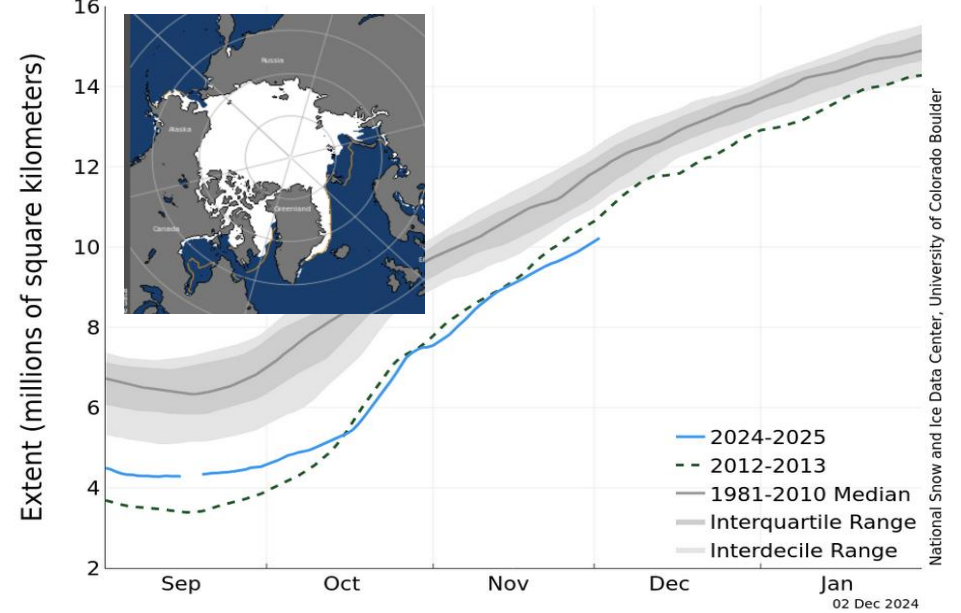 16
14
12
10
8
6
4
2
Extent (millions of square kilometers)
Russia
Alaska
Canada
Greenland
2024-2025
2012-2013
1981-2010 Median
Interquartile Range
Interdecile Range
Sep Oct Nov Dec Jan
02 Dec 2024
National Snow and Ice Data Center, University of Colorado Boulder